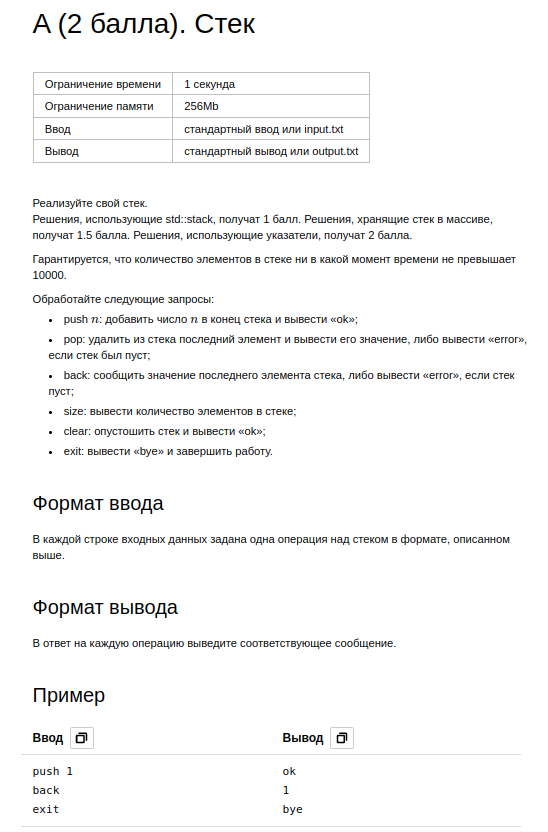 А (2 балла). Стек
Ограничение времени 1 секунда
Ограничение памяти 256Mb
Ввод стандартный ввод или input.txt
Вывод стандартный вывод или output.txt
Реализуйте свой стек.
Решения, использующие std::stack, получат 1 балл. Решения, хранящие стек в массиве,
получат 1.5 балла. Решения, использующие указатели, получат 2 балла.
Гарантируется, что количество элементов в стеке ни в какой момент времени не превышает
10000.
Обработайте следующие запросы:
• push n: добавить число n в конец стека и вывести «ok»;
• pop: удалить из стека последний элемент и вывести его значение, либо вывести «error»,
если стек был пуст;
• back: сообщить значение последнего элемента стека, либо вывести «error», если стек
пуст;
• size: вывести количество элементов в стеке;
• clear: опустошить стек и вывести «ok»;
• exit: вывести «bye» и завершить работу.
Формат ввода
В каждой строке входных данных задана одна операция над стеком в формате, описанном
выше.
Формат вывода
В ответ на каждую операцию выведите соответствующее сообщение.
Пример
Ввод Вывод
push 1 ok
back 1
exit bye